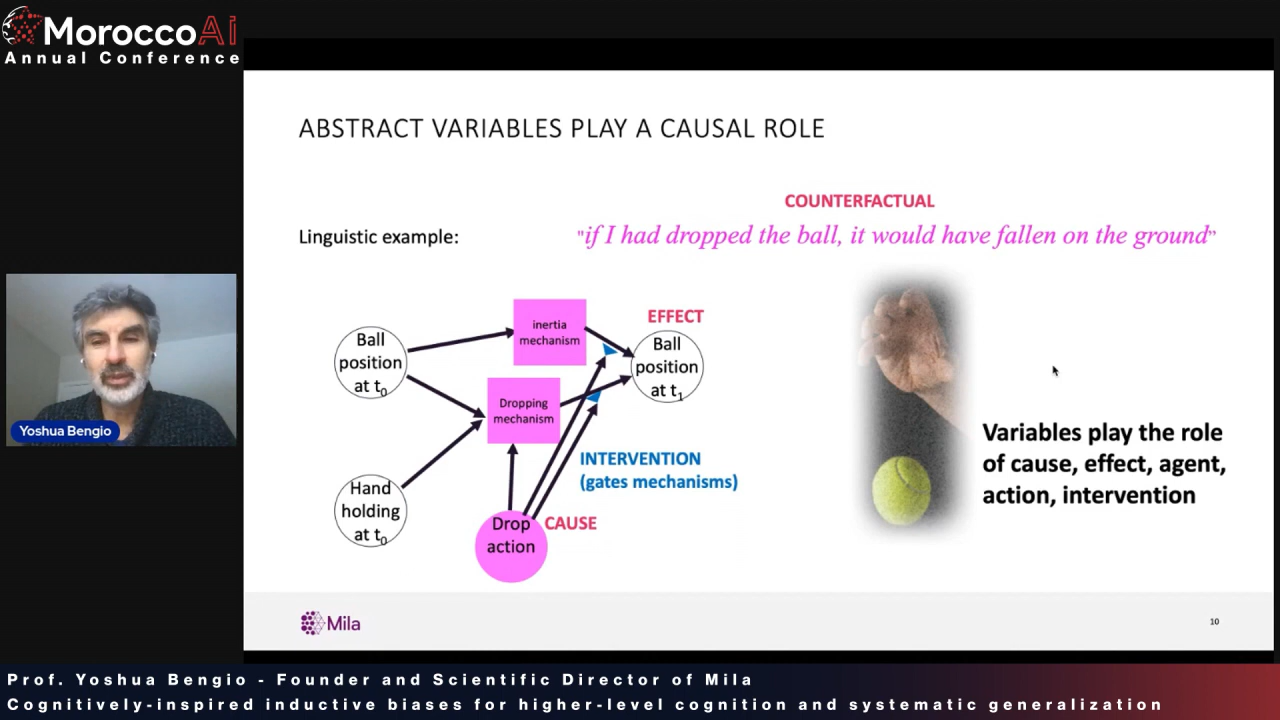 MoroccoAi
Annual Conference
ABSTRACT VARIABLES PLAY A CAUSAL ROLE
COUNTERFACTUAL
Linguistic example:
"if I had dropped the ball, it would have fallen on the ground”
Ball
position
at t0
inertia
mechanism
EFFECT
Ball
position
at t1
Dropping
mechanism
INTERVENTION
(gates mechanisms)
Hand
holding
at t0
Drop
action
CAUSE
Variables play the role
of cause, effect, agent,
action, intervention
Yoshua Bengio
Mila
10
Prof. Yoshua Bengio - Founder and Scientific Director of Mila
Cognitively-inspired inductive biases for higher-level cognition and systematic generalization